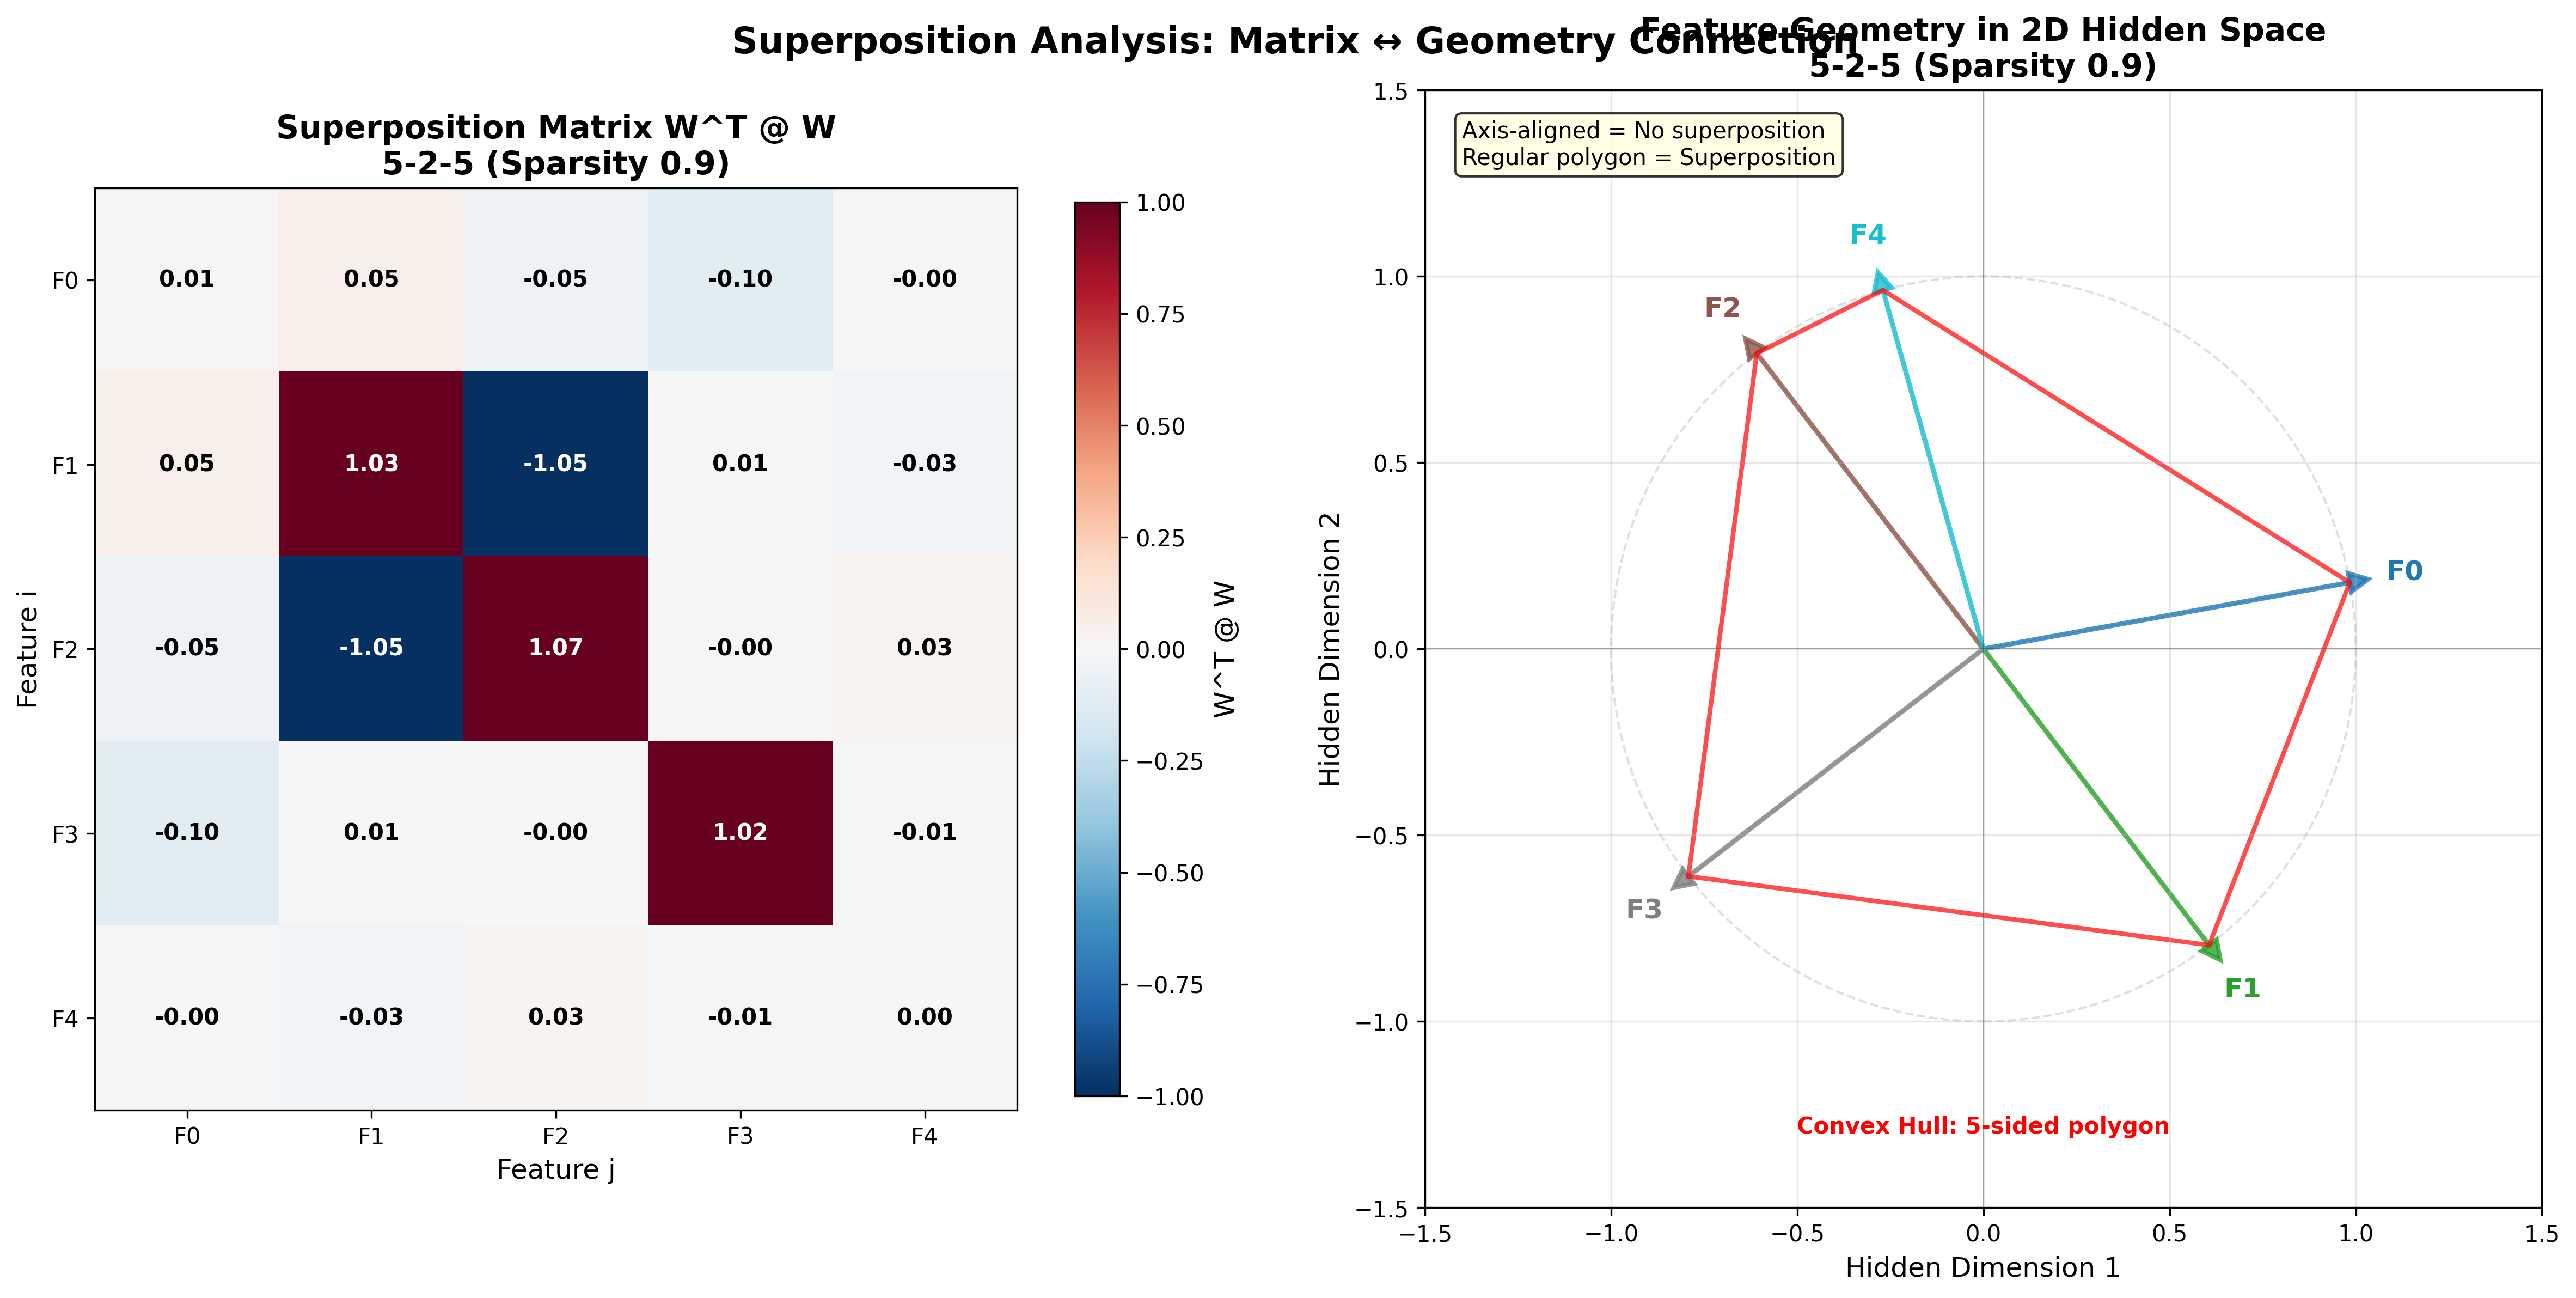 Superposition Analysis: Matrix ↔ Geometry Connection
Superposition Matrix W^T @ W
5-2-5 (Sparsity 0.9)
F0
F1
F2
F3
F4
Feature i
0.01 0.05 -0.05 -0.10 -0.00
0.05 1.03 -1.05 0.01 -0.03
-0.05 -1.05 1.07 -0.00 0.03
-0.10 0.01 -0.00 1.02 -0.01
-0.00 -0.03 0.03 -0.01 0.00
F0 F1 F2 F3 F4
Feature j
1.00
0.75
0.50
0.25
0.00
−0.25
−0.50
−0.75
−1.00
W^T @ W
Feature Geometry in 2D Hidden Space
5-2-5 (Sparsity 0.9)
Axis-aligned = No superposition
Regular polygon = Superposition
F4
F2
F0
F3
F1
Convex Hull: 5-sided polygon
1.5
1.0
0.5
0.0
−0.5
−1.0
−1.5
Hidden Dimension 2
−1.5 −1.0 −0.5 0.0 0.5 1.0 1.5
Hidden Dimension 1